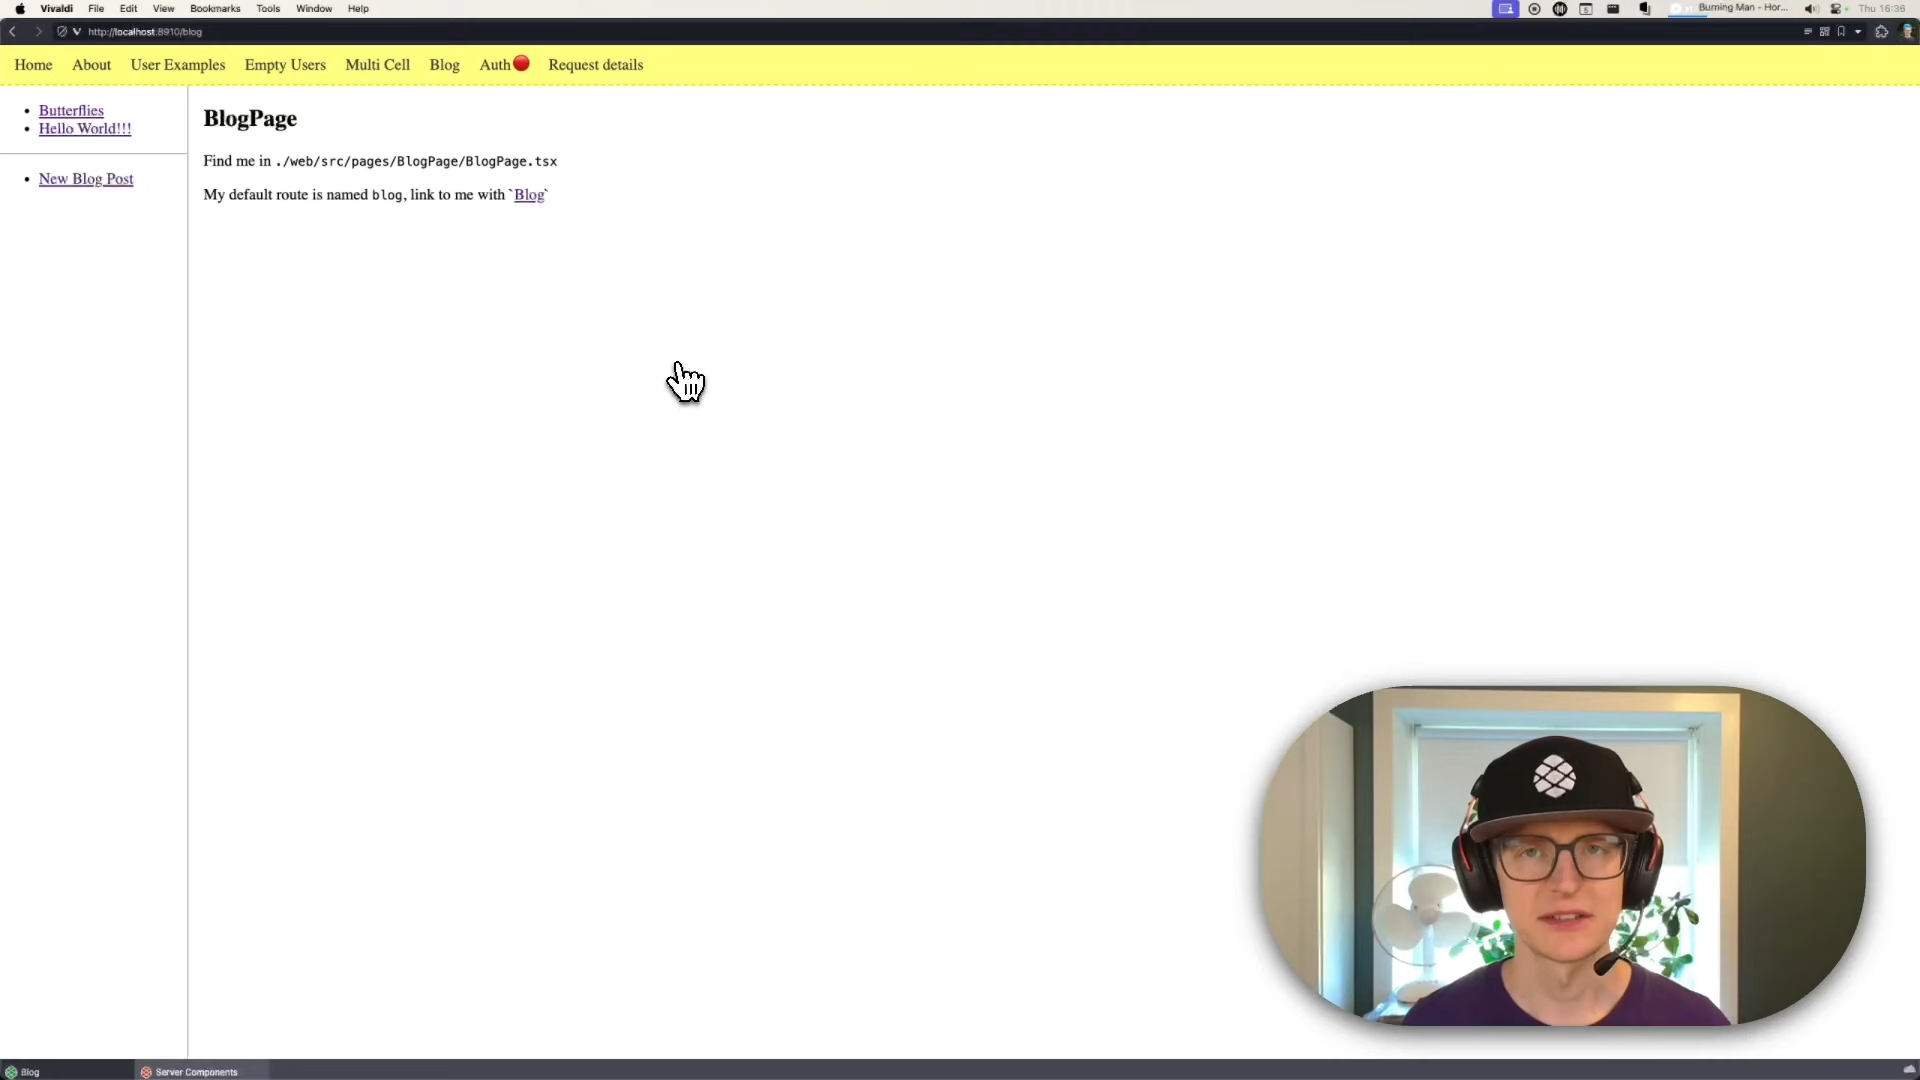 Vivaldi File Edit View Bookmarks Tools Window Help
Burning Man - Hor... Thu 16:36
http://localhost:8910/blog
Home About User Examples Empty Users Multi Cell Blog Auth Request details
• Butterflies
• Hello World!!!
• New Blog Post
BlogPage
Find me in ./web/src/pages/BlogPage/BlogPage.tsx
My default route is named blog, link to me with `Blog`
Blog Server Components